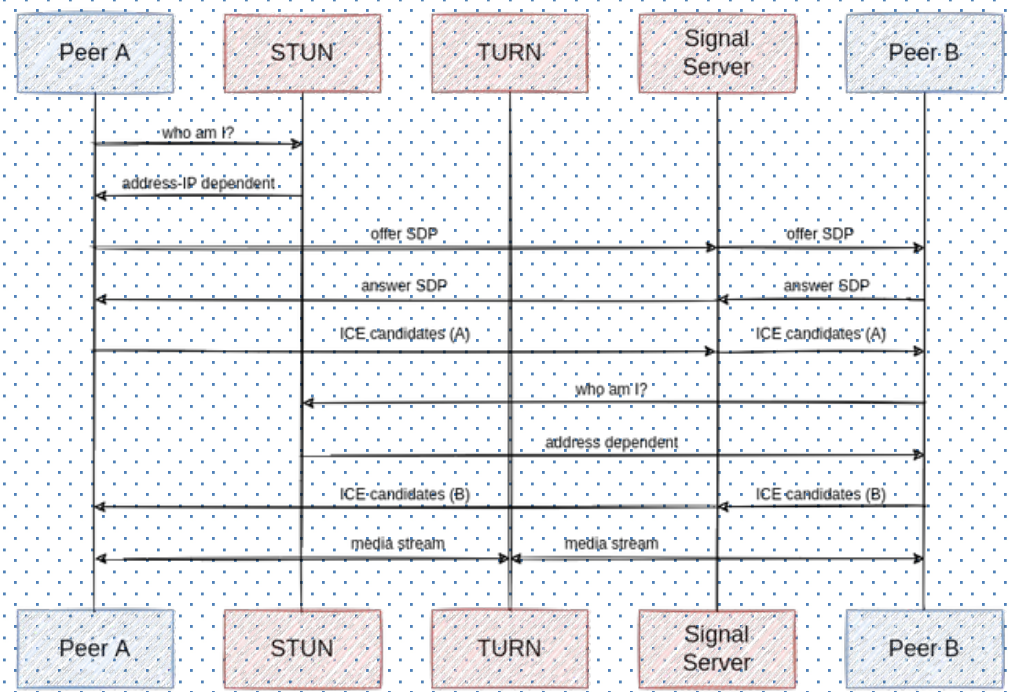 Peer A
STUN
TURN
Signal
Server
Peer B
who am I?
address-IP dependent
offer SDP
offer SDP
answer SDP
answer SDP
ICE candidates (A)
ICE candidates (A)
who am I?
address dependent
ICE candidates (B)
ICE candidates (B)
media stream
media stream
Peer A
STUN
TURN
Signal
Server
Peer B